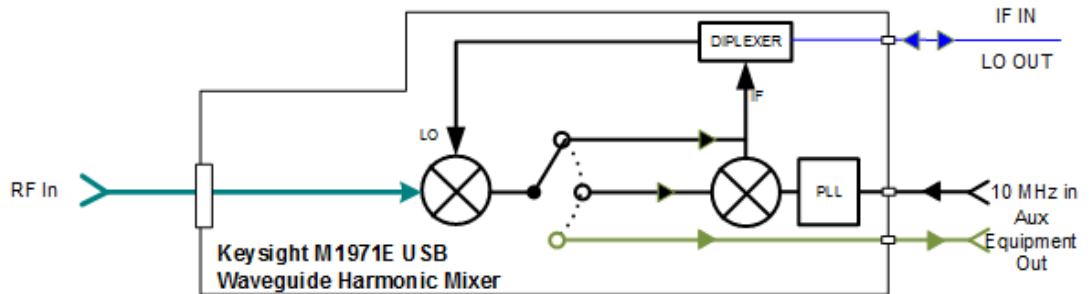 IF IN
DIPLEXER
LO OUT
IF
LO
RF In
PLL
10 MHz in
Aux
Equipment
Out
Keysight M1971E USB
Waveguide Harmonic Mixer